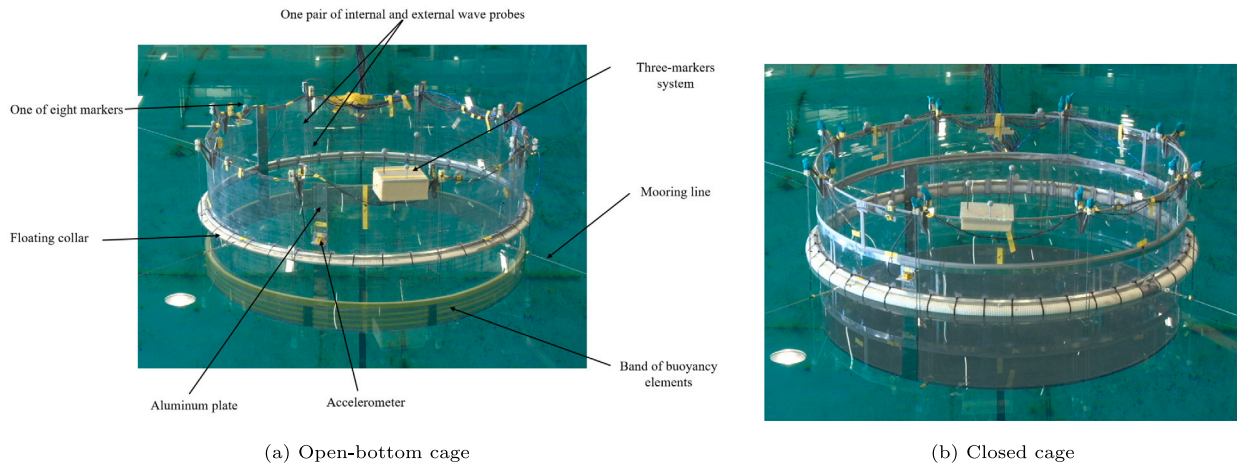 One pair of internal and external wave probes
Three-markers
system
One of eight markers
Mooring line
Floating collar
Band of buoyancy
elements
Aluminum plate
Accelerometer
(a) Open-bottom cage
(b) Closed cage